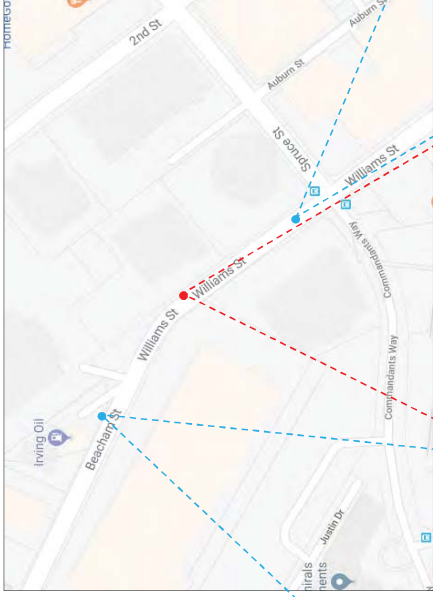 HomeGo
2nd St
Auburn St
Auburn St
Spruce St
Williams St
Williams St
Williams St
Commandants Way
Commandants Way
Beacham St
Irving Oil
Justin Dr
mirals
ments